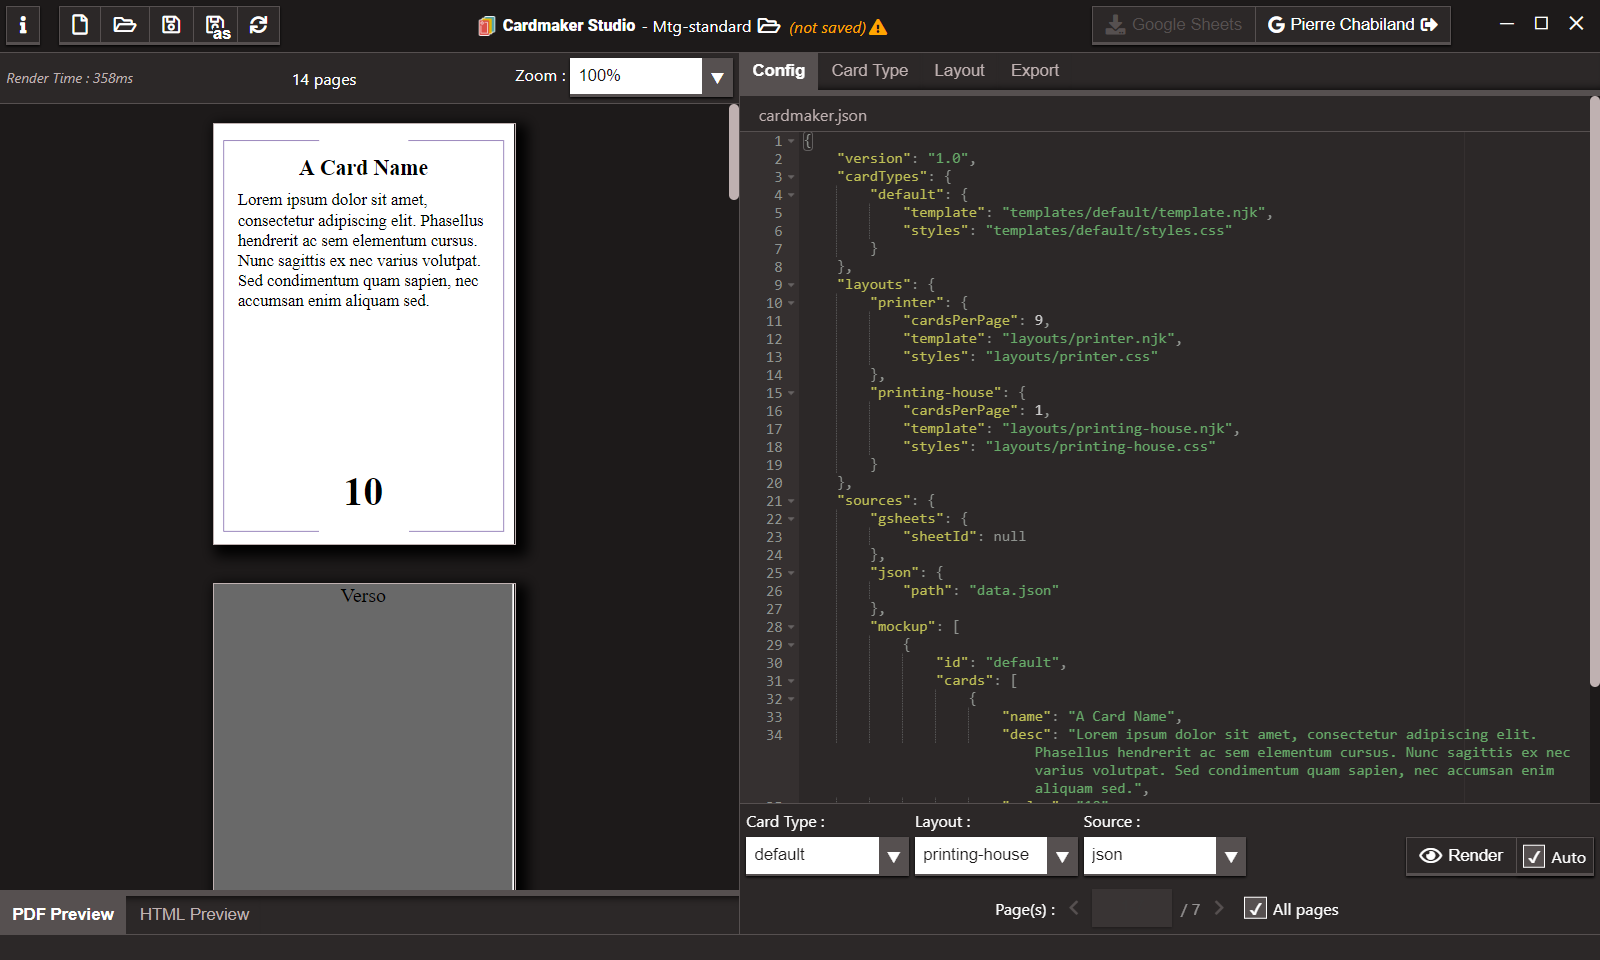 i as Cardmaker Studio - Mtg-standard (not saved) Google Sheets G Pierre Chabiland
Render Time : 358ms 14 pages Zoom : 100%
A Card Name
Lorem ipsum dolor sit amet,
consectetur adipiscing elit. Phasellus
hendrerit ac sem elementum cursus.
Nunc sagittis ex nec varius volutpat.
Sed condimentum quam sapien, nec
accumsan enim aliquam sed.
10
Verso
PDF Preview HTML Preview
Config Card Type Layout Export
cardmaker.json
1 {
2 "version": "1.0",
3 "cardTypes": {
4 "default": {
5 "template": "templates/default/template.njk",
6 "styles": "templates/default/styles.css"
7 }
8 },
9 "layouts": {
10 "printer": {
11 "cardsPerPage": 9,
12 "template": "layouts/printer.njk",
13 "styles": "layouts/printer.css"
14 },
15 "printing-house": {
16 "cardsPerPage": 1,
17 "template": "layouts/printing-house.njk",
18 "styles": "layouts/printing-house.css"
19 }
20 },
21 "sources": {
22 "gsheets": {
23 "sheetId": null
24 },
25 "json": {
26 "path": "data.json"
27 },
28 "mockup": [
29 {
30 "id": "default",
31 "cards": [
32 {
33 "name": "A Card Name",
34 "desc": "Lorem ipsum dolor sit amet, consectetur adipiscing elit.
Phasellus hendrerit ac sem elementum cursus. Nunc sagittis ex nec
varius volutpat. Sed condimentum quam sapien, nec accumsan enim
aliquam sed.",
Card Type : Layout : Source :
default printing-house json Render Auto
Page(s) : / 7 All pages